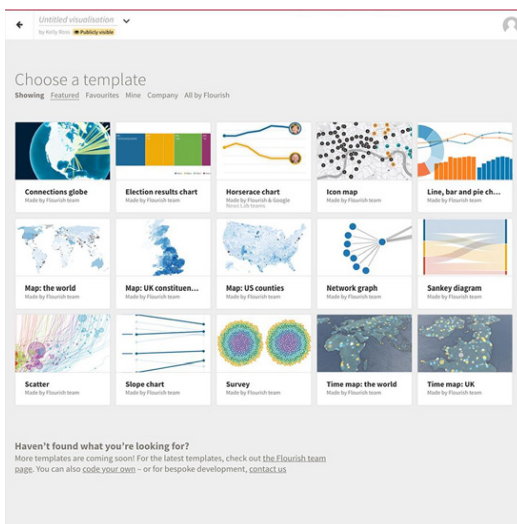 Untitled visualisation
by Kelly Ross Publicly visible
Choose a template
Showing Featured Favourites Mine Company All by Flourish
Connections globe
Made by Flourish team
Election results chart
Made by Flourish team
Horserace chart
Made by Flourish & Google
News Lab teams
Icon map
Made by Flourish team
Line, bar and pie ch...
Made by Flourish team
Map: the world
Made by Flourish team
Map: UK constituen...
Made by Flourish team
Map: US counties
Made by Flourish team
Network graph
Made by Flourish team
Sankey diagram
Made by Flourish team
Scatter
Made by Flourish team
Slope chart
Made by Flourish team
Survey
Made by Flourish team
Time map: the world
Made by Flourish team
Time map: UK
Made by Flourish team
Haven't found what you're looking for?
More templates are coming soon! For the latest templates, check out the Flourish team
page. You can also code your own – or for bespoke development, contact us